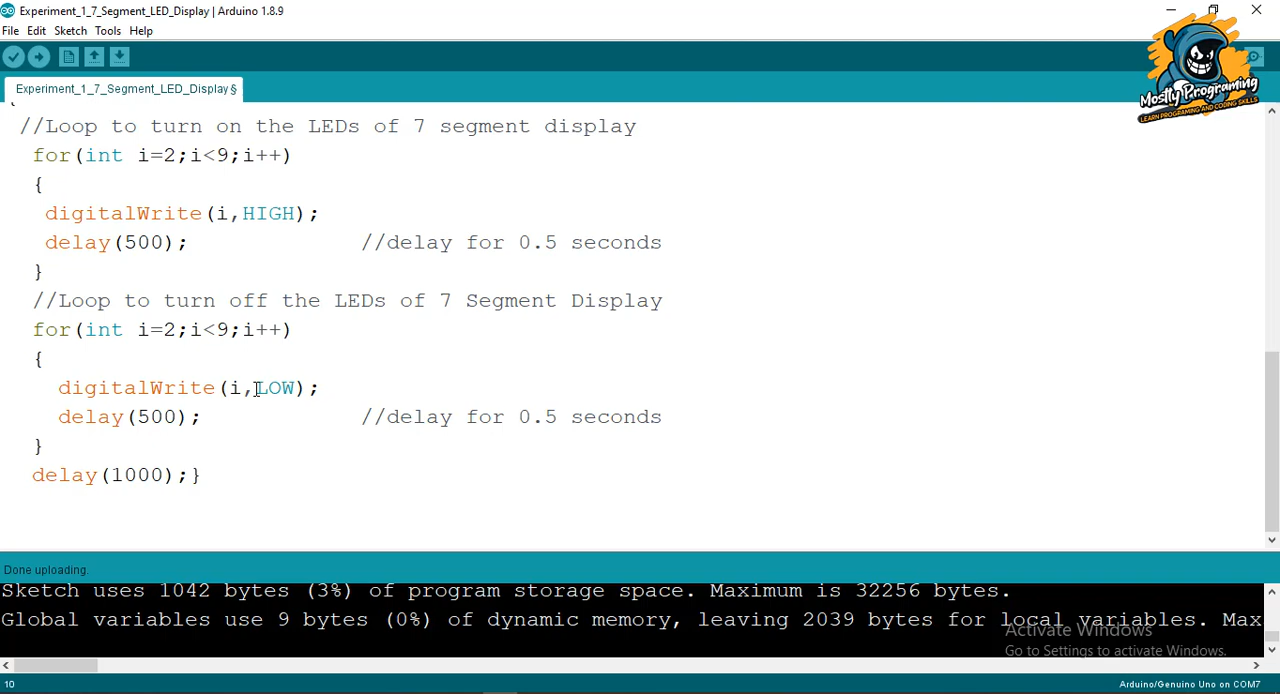 Experiment_1_7_Segment_LED_Display | Arduino 1.8.9
File Edit Sketch Tools Help
Experiment_1_7_Segment_LED_Display §
Mostly Programing
LEARN PROGRAMING AND CODING SKILLS
//Loop to turn on the LEDs of 7 segment display
for(int i=2;i<9;i++)
{
digitalWrite(i,HIGH);
delay(500); //delay for 0.5 seconds
}
//Loop to turn off the LEDs of 7 Segment Display
for(int i=2;i<9;i++)
{
digitalWrite(i,LOW);
delay(500); //delay for 0.5 seconds
}
delay(1000);}
Done uploading.
Sketch uses 1042 bytes (3%) of program storage space. Maximum is 32256 bytes.
Global variables use 9 bytes (0%) of dynamic memory, leaving 2039 bytes for local variables. Max
Activate Windows
Go to Settings to activate Windows.
10
Arduino/Genuino Uno on COM7